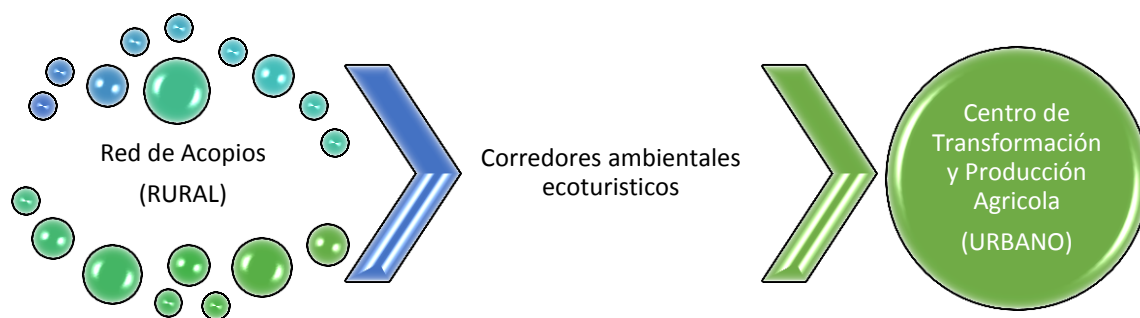 Red de Acopios
(RURAL)
Corredores ambientales
ecoturisticos
Centro de
Transformación
y Producción
Agricola
(URBANO)